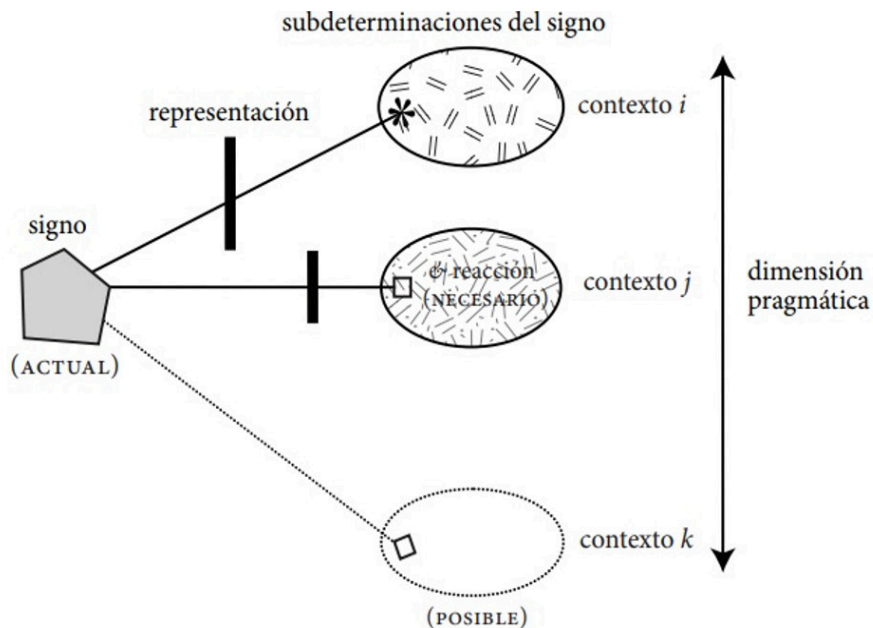 subdeterminaciones del signo
representación
contexto i
signo
& reacción
(NECESARIO)
contexto j
dimensión
pragmática
(ACTUAL)
contexto k
(POSIBLE)